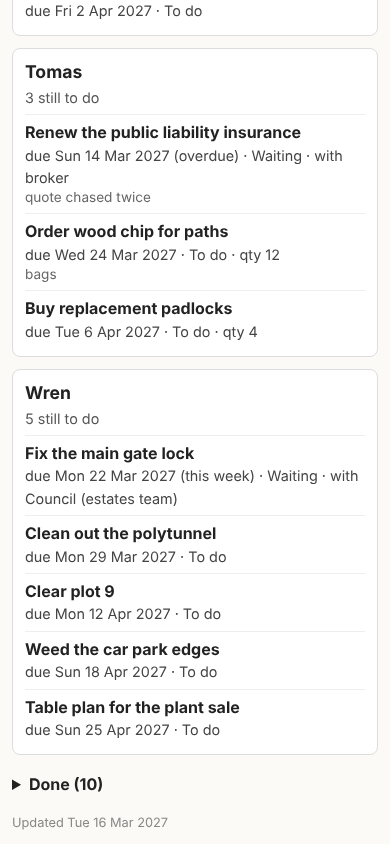 due Fri 2 Apr 2027 · To do
Tomas
3 still to do
Renew the public liability insurance
due Sun 14 Mar 2027 (overdue) · Waiting · with
broker
quote chased twice
Order wood chip for paths
due Wed 24 Mar 2027 · To do · qty 12
bags
Buy replacement padlocks
due Tue 6 Apr 2027 · To do · qty 4
Wren
5 still to do
Fix the main gate lock
due Mon 22 Mar 2027 (this week) · Waiting · with
Council (estates team)
Clean out the polytunnel
due Mon 29 Mar 2027 · To do
Clear plot 9
due Mon 12 Apr 2027 · To do
Weed the car park edges
due Sun 18 Apr 2027 · To do
Table plan for the plant sale
due Sun 25 Apr 2027 · To do
Done (10)
Updated Tue 16 Mar 2027